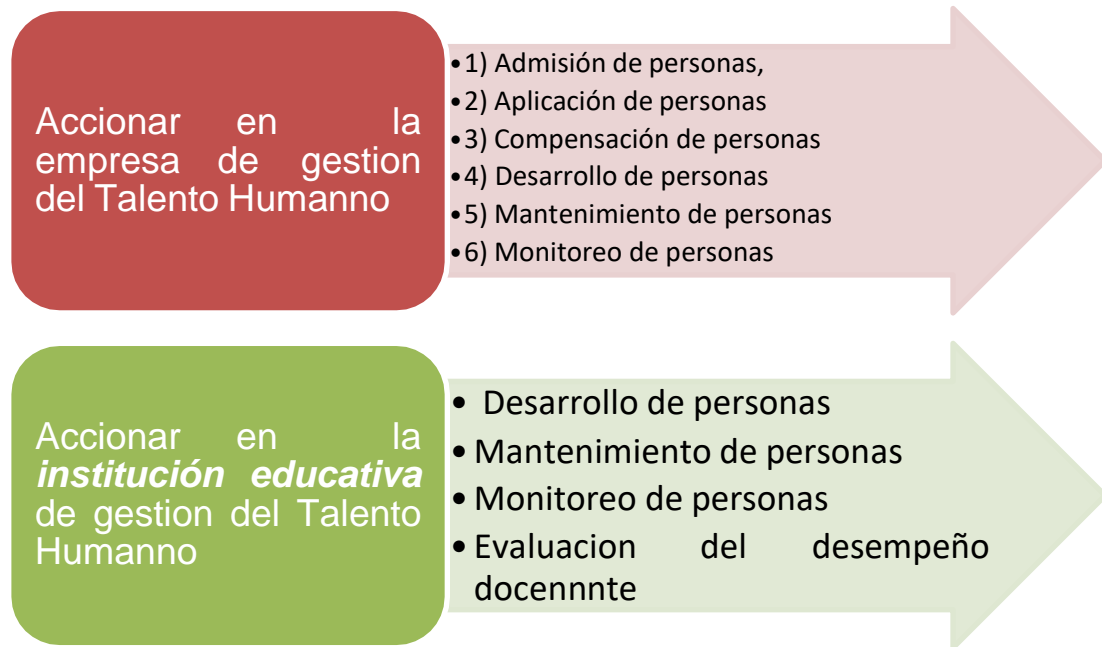 Accionar en la
empresa de gestion
del Talento Humanno
•1) Admisión de personas,
•2) Aplicación de personas
•3) Compensación de personas
•4) Desarrollo de personas
•5) Mantenimiento de personas
•6) Monitoreo de personas
Accionar en la
institución educativa
de gestion del Talento
Humanno
• Desarrollo de personas
• Mantenimiento de personas
• Monitoreo de personas
• Evaluacion del desempeño
docennnte